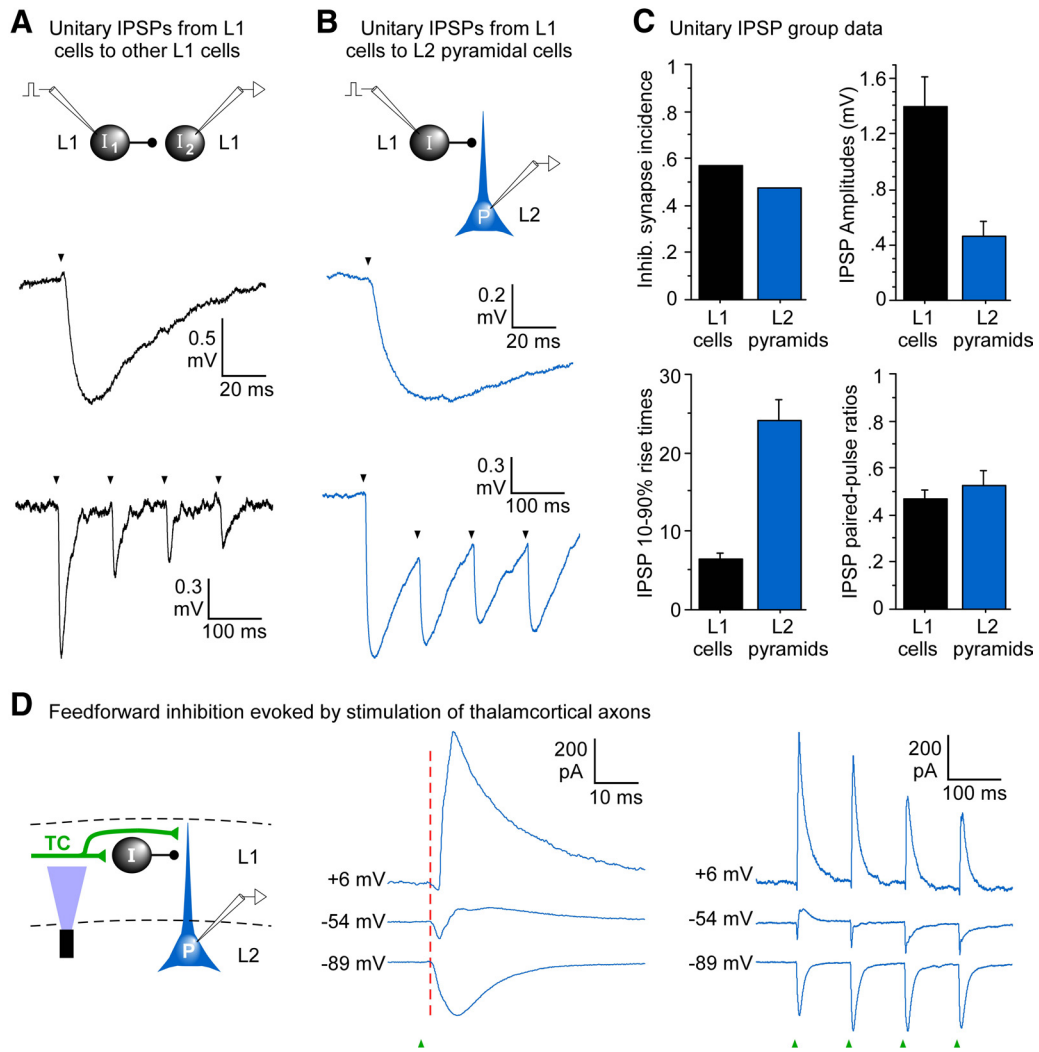 A
Unitary IPSPs from L1
cells to other L1 cells
L1
I1
I2
L1
0.5
mV
20 ms
0.3
mV
100 ms
B
Unitary IPSPs from L1
cells to L2 pyramidal cells
L1
I
P
L2
0.2
mV
20 ms
0.3
mV
100 ms
C
Unitary IPSP group data
Inhib. synapse incidence
1
.8
.6
.4
.2
0
L1
cells
L2
pyramids
IPSP Amplitudes (mV)
1.6
1.2
.8
.4
0
L1
cells
L2
pyramids
IPSP 10-90% rise times
30
20
10
0
L1
cells
L2
pyramids
IPSP paired-pulse ratios
1
.8
.6
.4
.2
0
L1
cells
L2
pyramids
D
Feedforward inhibition evoked by stimulation of thalamcortical axons
TC
I
L1
P
L2
200
pA
10 ms
+6 mV
-54 mV
-89 mV
200
pA
100 ms
+6 mV
-54 mV
-89 mV